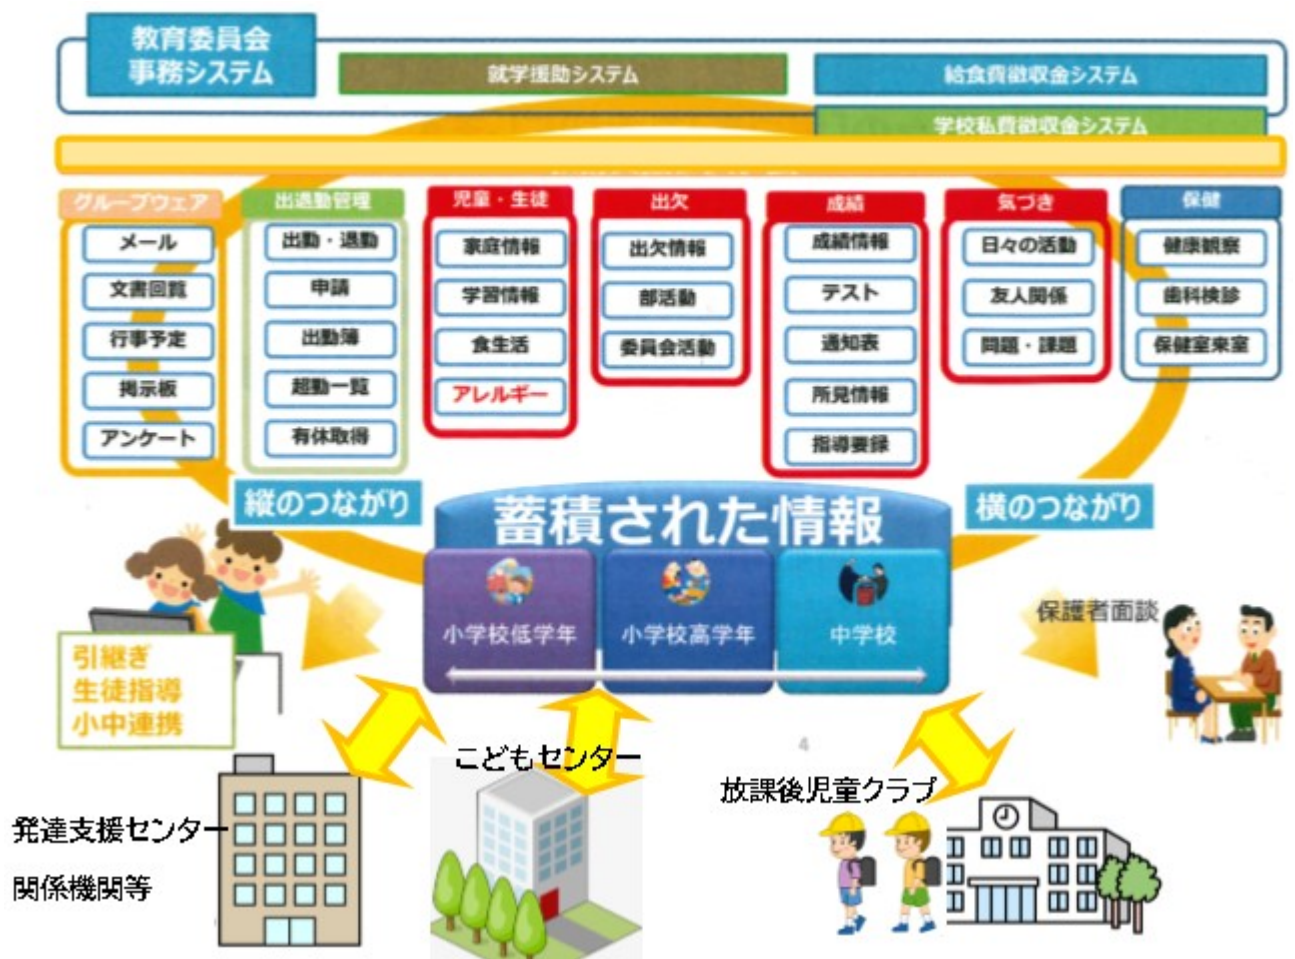 教育委員会
事務システム
就学援助システム
給食費徴収金システム
学校私費徴収金システム
グループウェア
メール
文書回覧
行事予定
掲示板
アンケート
出退勤管理
出勤・退勤
申請
出勤簿
超勤一覧
有休取得
児童・生徒
家庭情報
学習情報
食生活
アレルギー
出欠
出欠情報
部活動
委員会活動
成績
成績情報
テスト
通知表
所見情報
指導要録
気づき
日々の活動
友人関係
問題・課題
保健
健康観察
歯科検診
保健室来室
縦のつながり
蓄積された情報
横のつながり
小学校低学年
小学校高学年
中学校
引継ぎ
生徒指導
小中連携
保護者面談
4
こどもセンター
放課後児童クラブ
発達支援センター
関係機関等